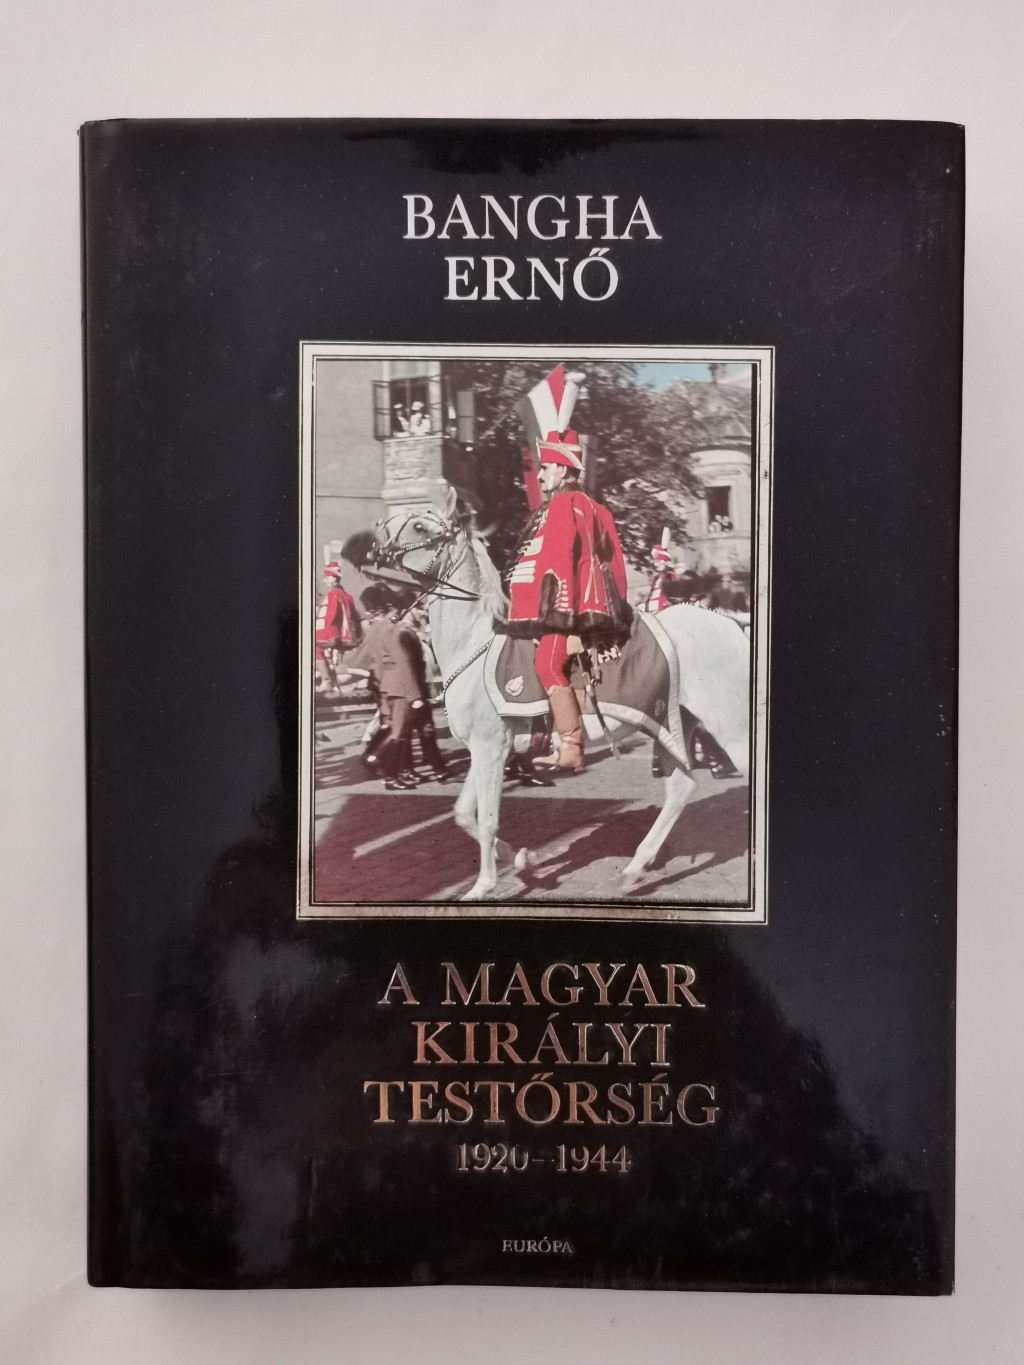 BANGHA
ERNŐ
A MAGYAR
KIRÁLYI
TESTŐRSÉG
1920–1944
EURÓPA